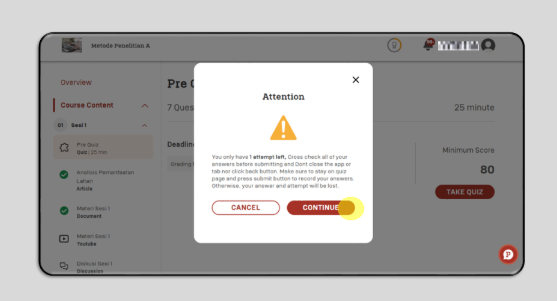 Metode Penelitian A
Overview
Course Content
01 Sesi 1
Pre Quiz
Quiz | 25 min
Analisis Pemanfaatan
Lahan
Article
Materi Sesi 1
Document
Materi Sesi 1
Youtube
Diskusi Sesi 1
Discussion
Pre
7 Ques
25 minute
Deadlin
Grading
Minimum Score
80
TAKE QUIZ
Attention
You only have 1 attempt left, Cross check all of your
answers before submitting and Dont close the app or
tab nor click back button. Make sure to stay on quiz
page and press submit button to record your answers.
Otherwise, your answer and attempt will be lost.
CANCEL
CONTINUE